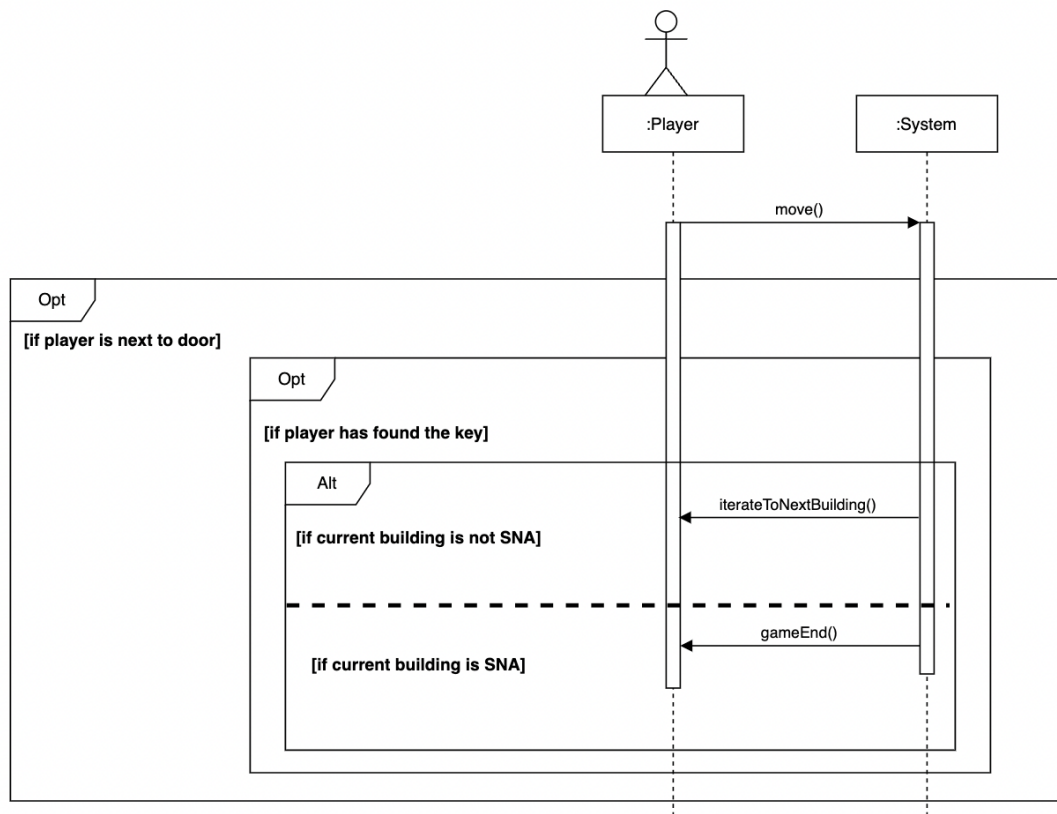 :Player
:System
move()
Opt
[if player is next to door]
Opt
[if player has found the key]
Alt
iterateToNextBuilding()
[if current building is not SNA]
gameEnd()
[if current building is SNA]